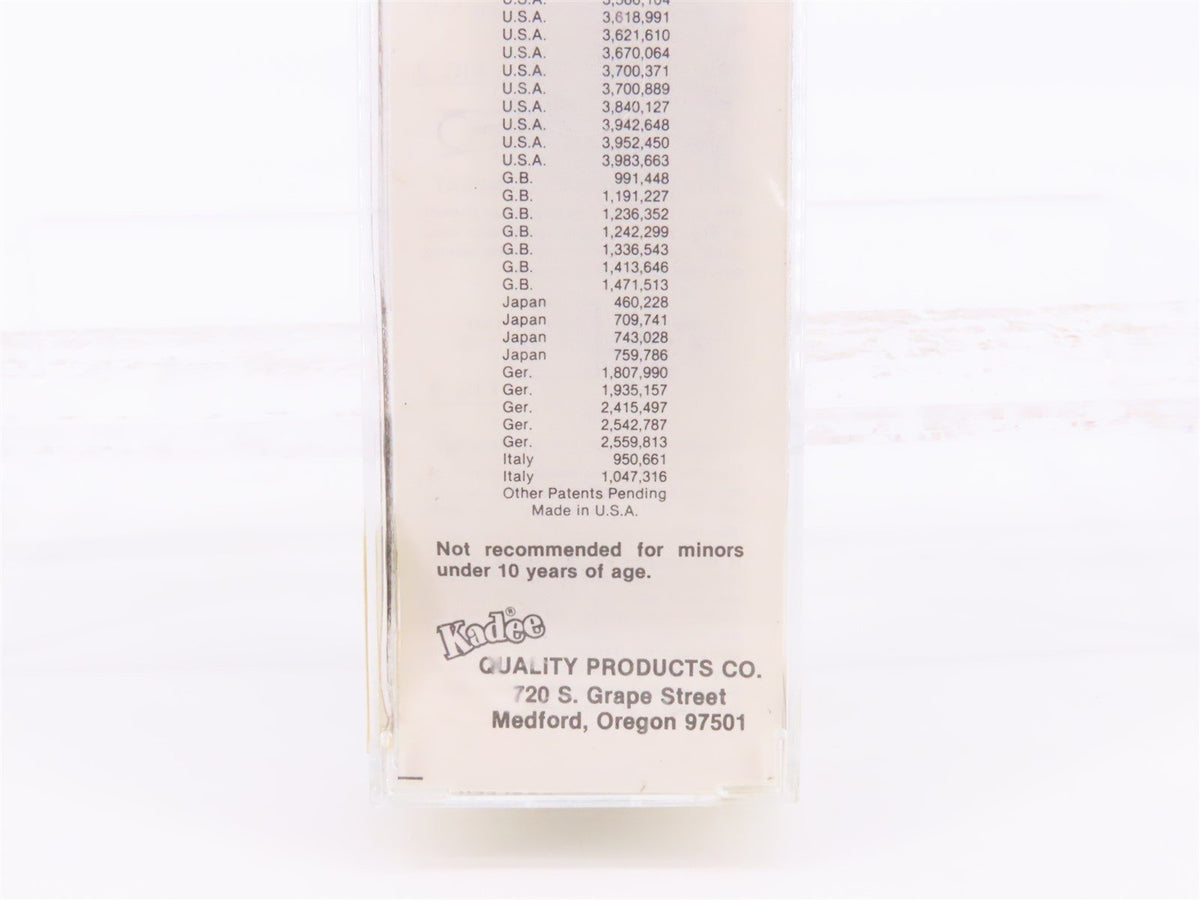 U.S.A. 3,618,991
U.S.A. 3,621,610
U.S.A. 3,670,064
U.S.A. 3,700,371
U.S.A. 3,700,889
U.S.A. 3,840,127
U.S.A. 3,942,648
U.S.A. 3,952,450
U.S.A. 3,983,663
G.B. 991,448
G.B. 1,191,227
G.B. 1,236,352
G.B. 1,242,299
G.B. 1,336,543
G.B. 1,413,646
G.B. 1,471,513
Japan 460,228
Japan 709,741
Japan 743,028
Japan 759,786
Ger. 1,807,990
Ger. 1,935,157
Ger. 2,415,497
Ger. 2,542,787
Ger. 2,559,813
Italy 950,661
Italy 1,047,316
Other Patents Pending
Made in U.S.A.
Not recommended for minors
under 10 years of age.
Kadee®
QUALITY PRODUCTS CO.
720 S. Grape Street
Medford, Oregon 97501